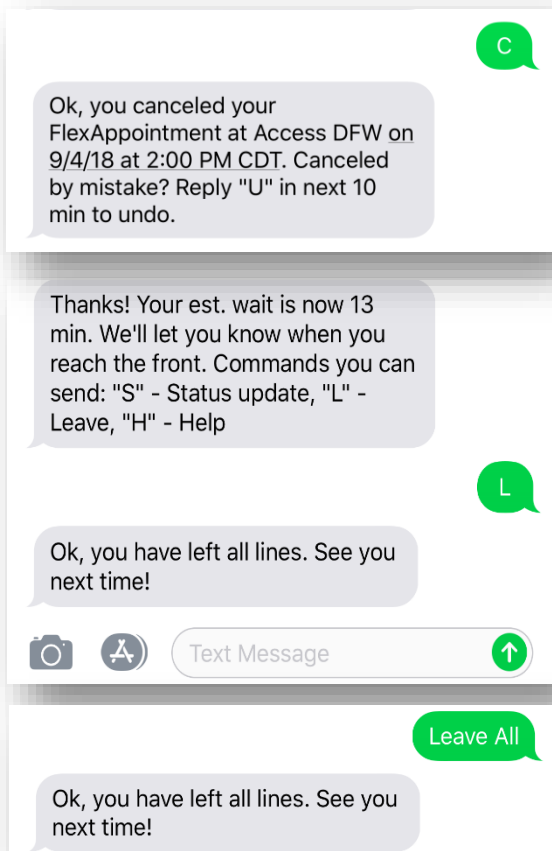 C
Ok, you canceled your
FlexAppointment at Access DFW on
9/4/18 at 2:00 PM CDT. Canceled
by mistake? Reply "U" in next 10
min to undo.
Thanks! Your est. wait is now 13
min. We'll let you know when you
reach the front. Commands you can
send: "S" - Status update, "L" -
Leave, "H" - Help
L
Ok, you have left all lines. See you
next time!
Text Message
Leave All
Ok, you have left all lines. See you
next time!